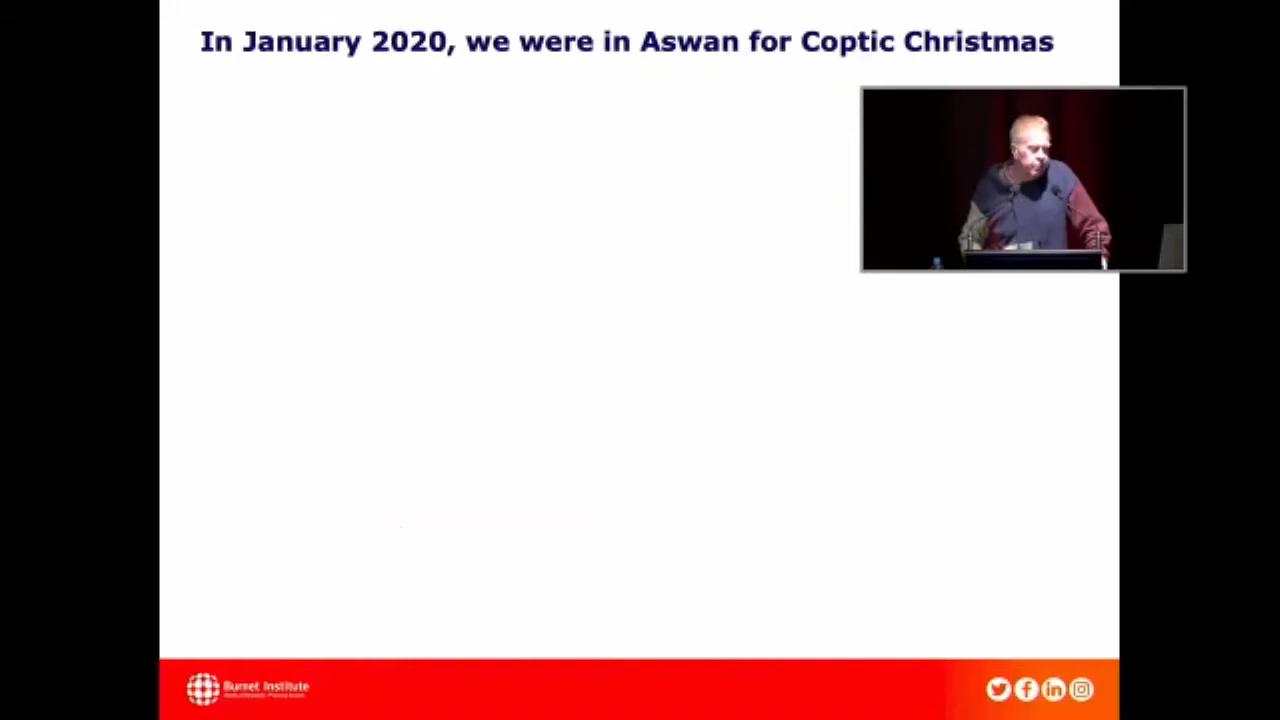 In January 2020, we were in Aswan for Coptic Christmas
Burnet Institute